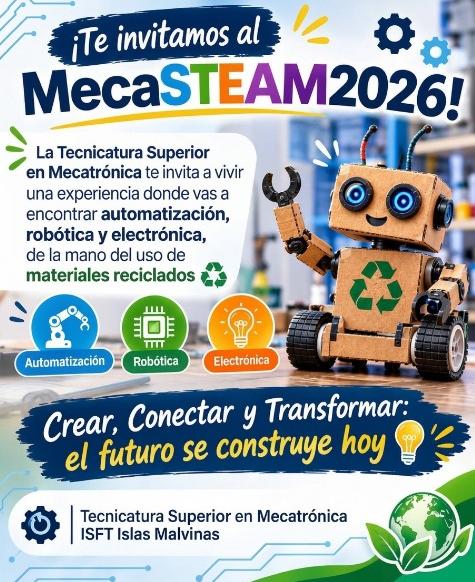 ¡Te invitamos al
MecaSTEAM2026!
La Tecnicatura Superior
en Mecatrónica te invita a vivir
una experiencia donde vas a
encontrar automatización,
robótica y electrónica,
de la mano del uso de
materiales reciclados
Automatización
Robótica
Electrónica
Crear, Conectar y Transformar:
el futuro se construye hoy
Tecnicatura Superior en Mecatrónica
ISFT Islas Malvinas